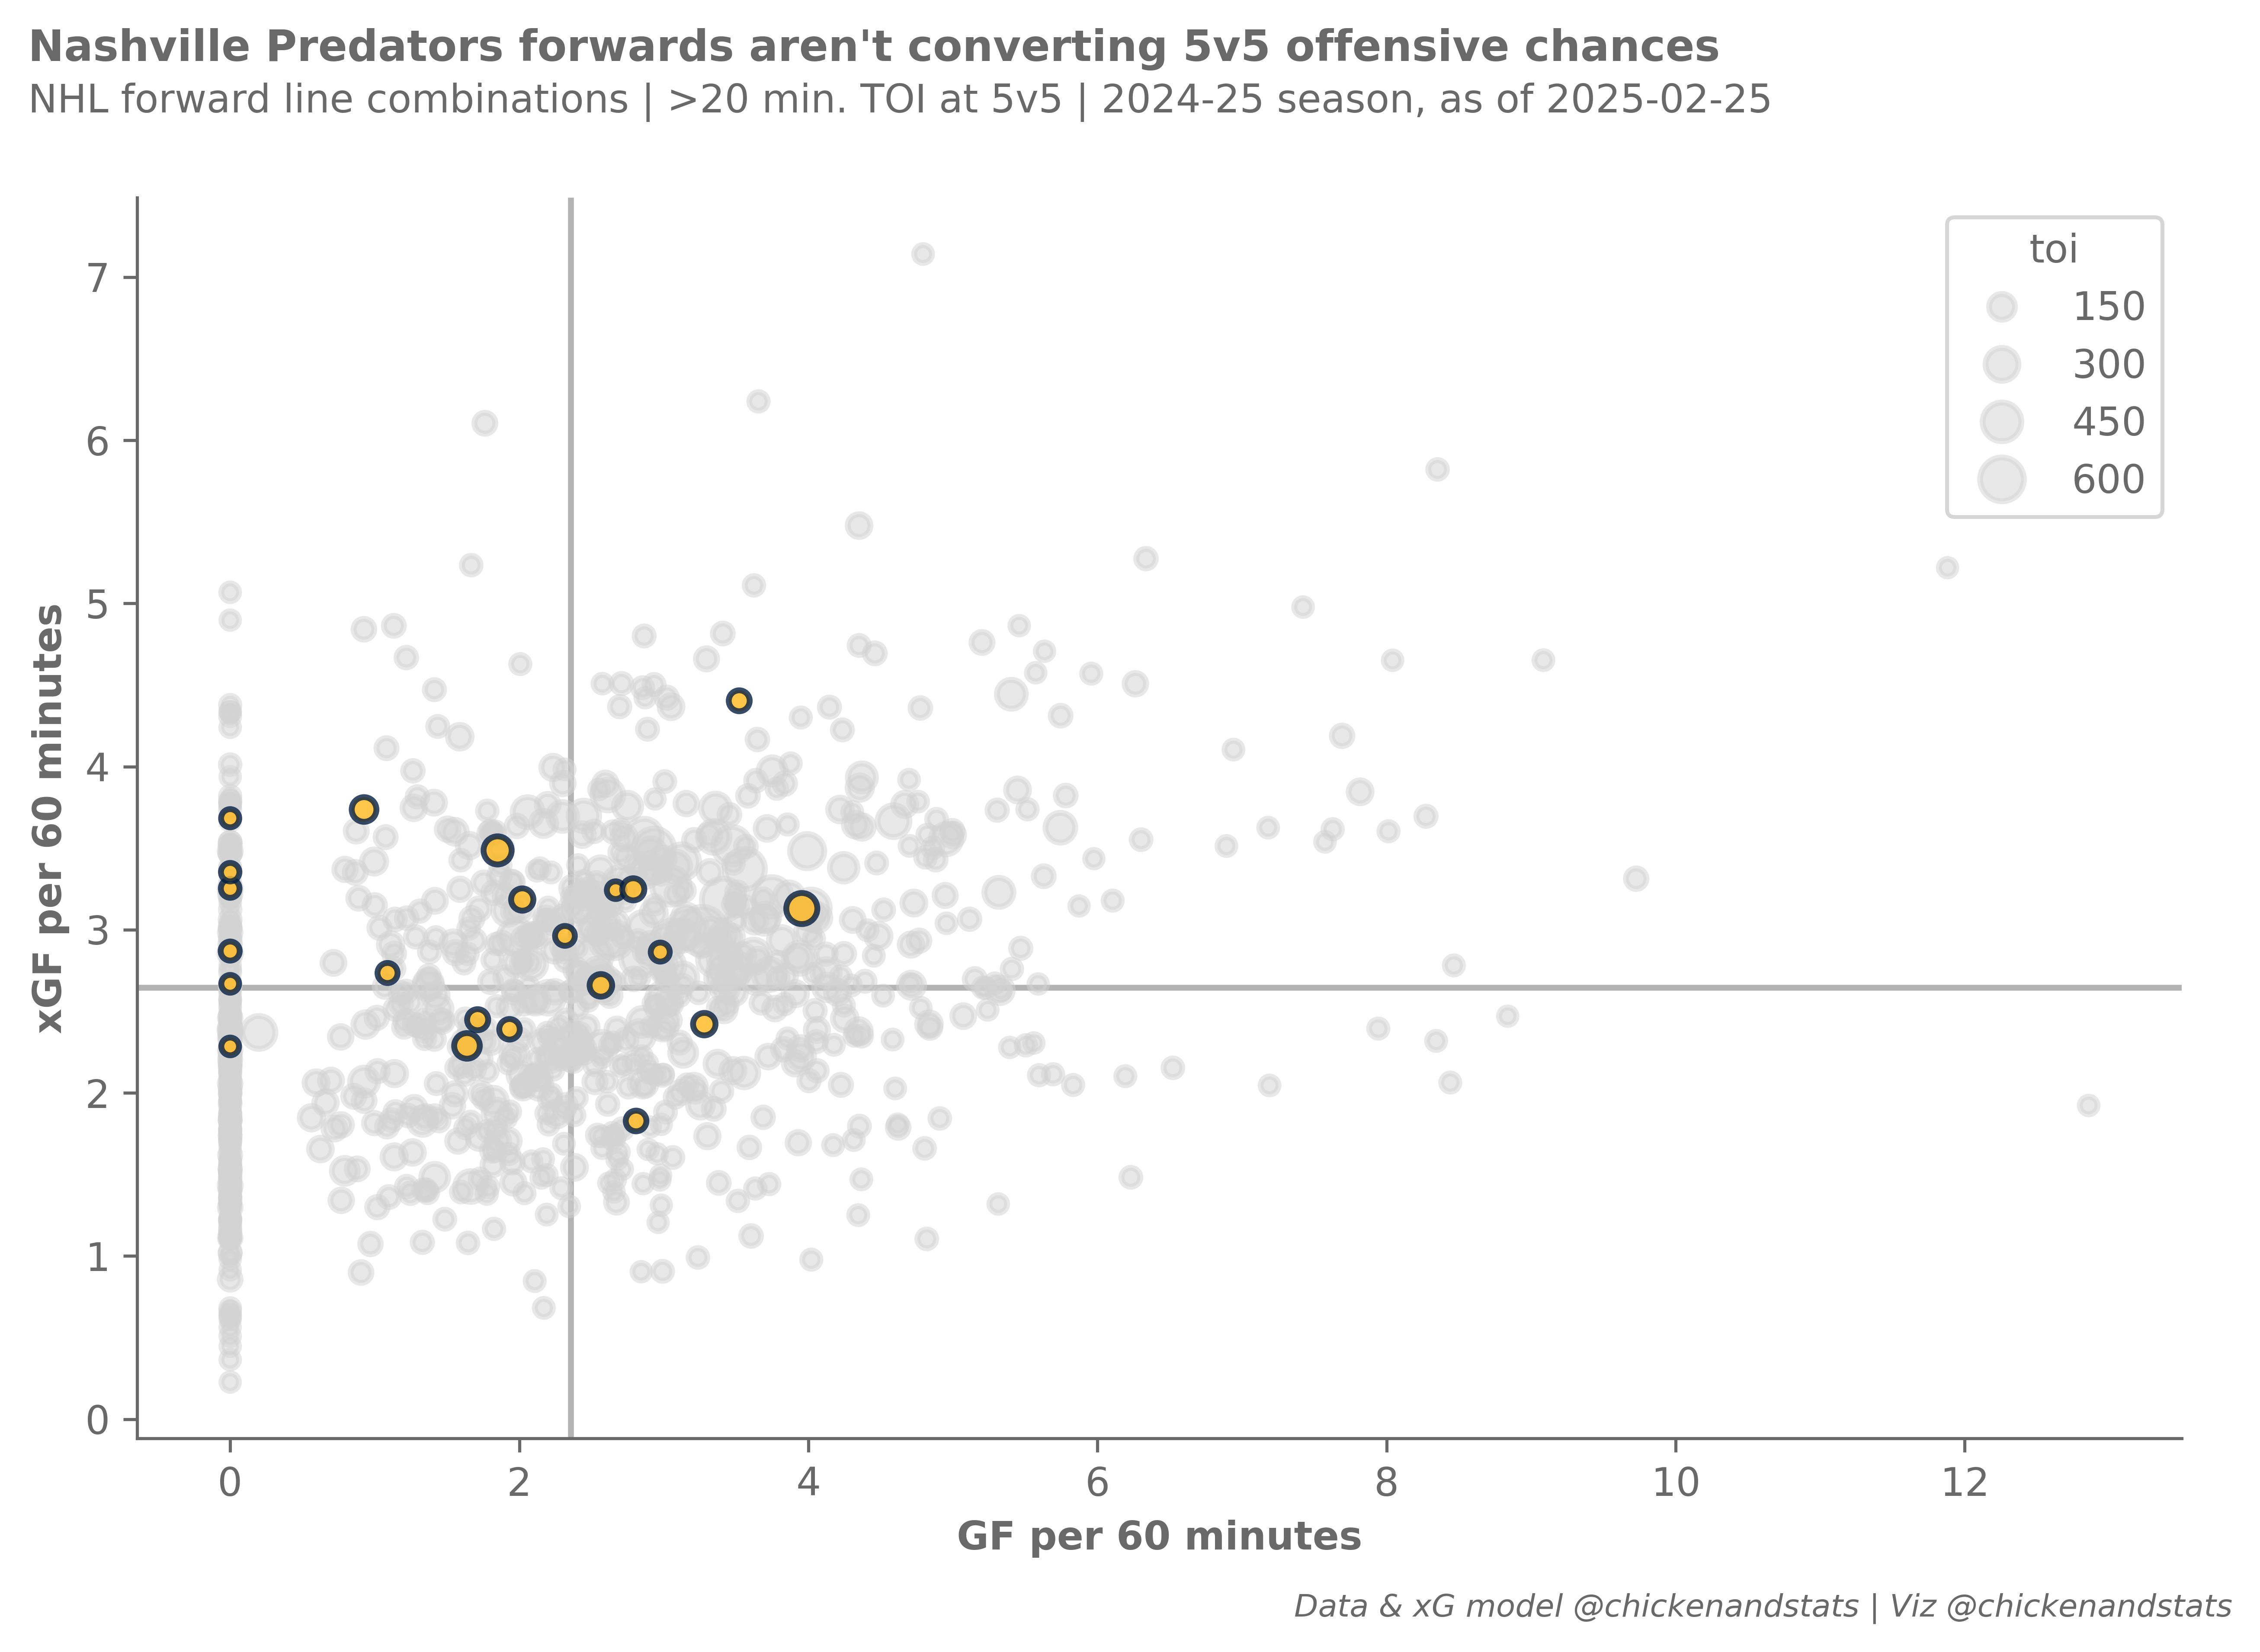 Nashville Predators forwards aren't converting 5v5 offensive chances
NHL forward line combinations | >20 min. TOI at 5v5 | 2024-25 season, as of 2025-02-25
toi
150
300
450
600
xGF per 60 minutes
7
6
5
4
3
2
1
0
0 2 4 6 8 10 12
GF per 60 minutes
Data & xG model @chickenandstats | Viz @chickenandstats